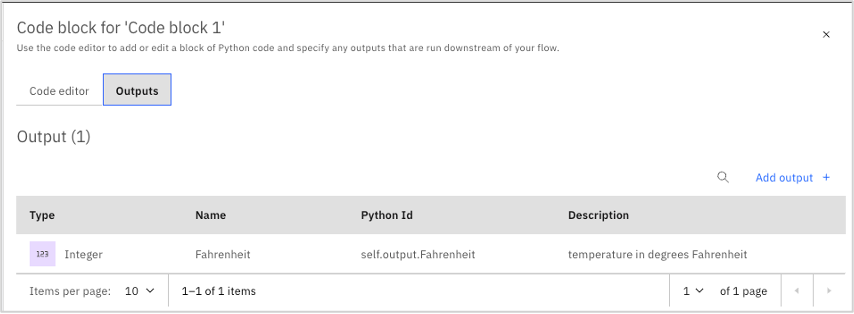 Code block for 'Code block 1'
Use the code editor to add or edit a block of Python code and specify any outputs that are run downstream of your flow.
Code editor Outputs
Output (1)
Add output +
Type Name Python Id Description
123 Integer Fahrenheit self.output.Fahrenheit temperature in degrees Fahrenheit
Items per page: 10 1–1 of 1 items 1 of 1 page